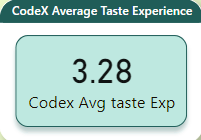 CodeX Average Taste Experience
3.28
Codex Avg taste Exp